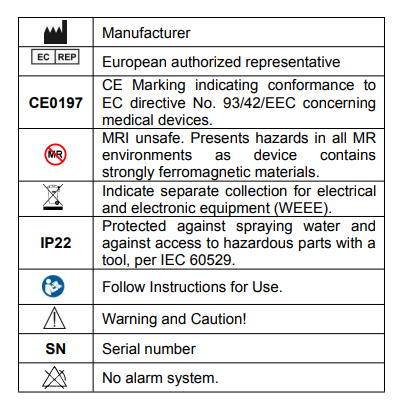 Manufacturer
EC REP
European authorized representative
CE Marking indicating conformance to
CE0197
EC directive No. 93/42/EEC concerning
medical devices.
MRI unsafe. Presents hazards in all MR
MR
environments as device contains
strongly ferromagnetic materials.
Indicate separate collection for electrical
and electronic equipment (WEEE).
Protected against spraying water and
IP22
against access to hazardous parts with a
tool, per IEC 60529.
Follow Instructions for Use.
Warning and Caution!
SN
Serial number
No alarm system.